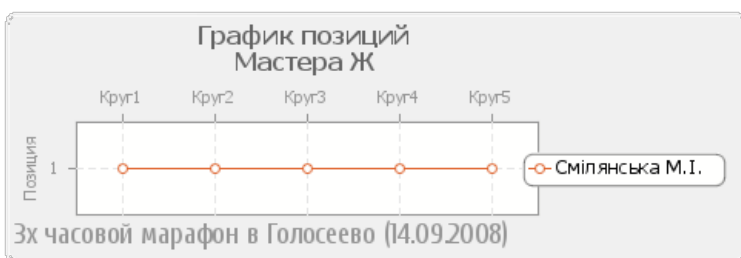 График позиций
Мастера Ж
Круг1 Круг2 Круг3 Круг4 Круг5
Позиция
1
Смілянська М.І.
3х часовой марафон в Голосеево (14.09.2008)